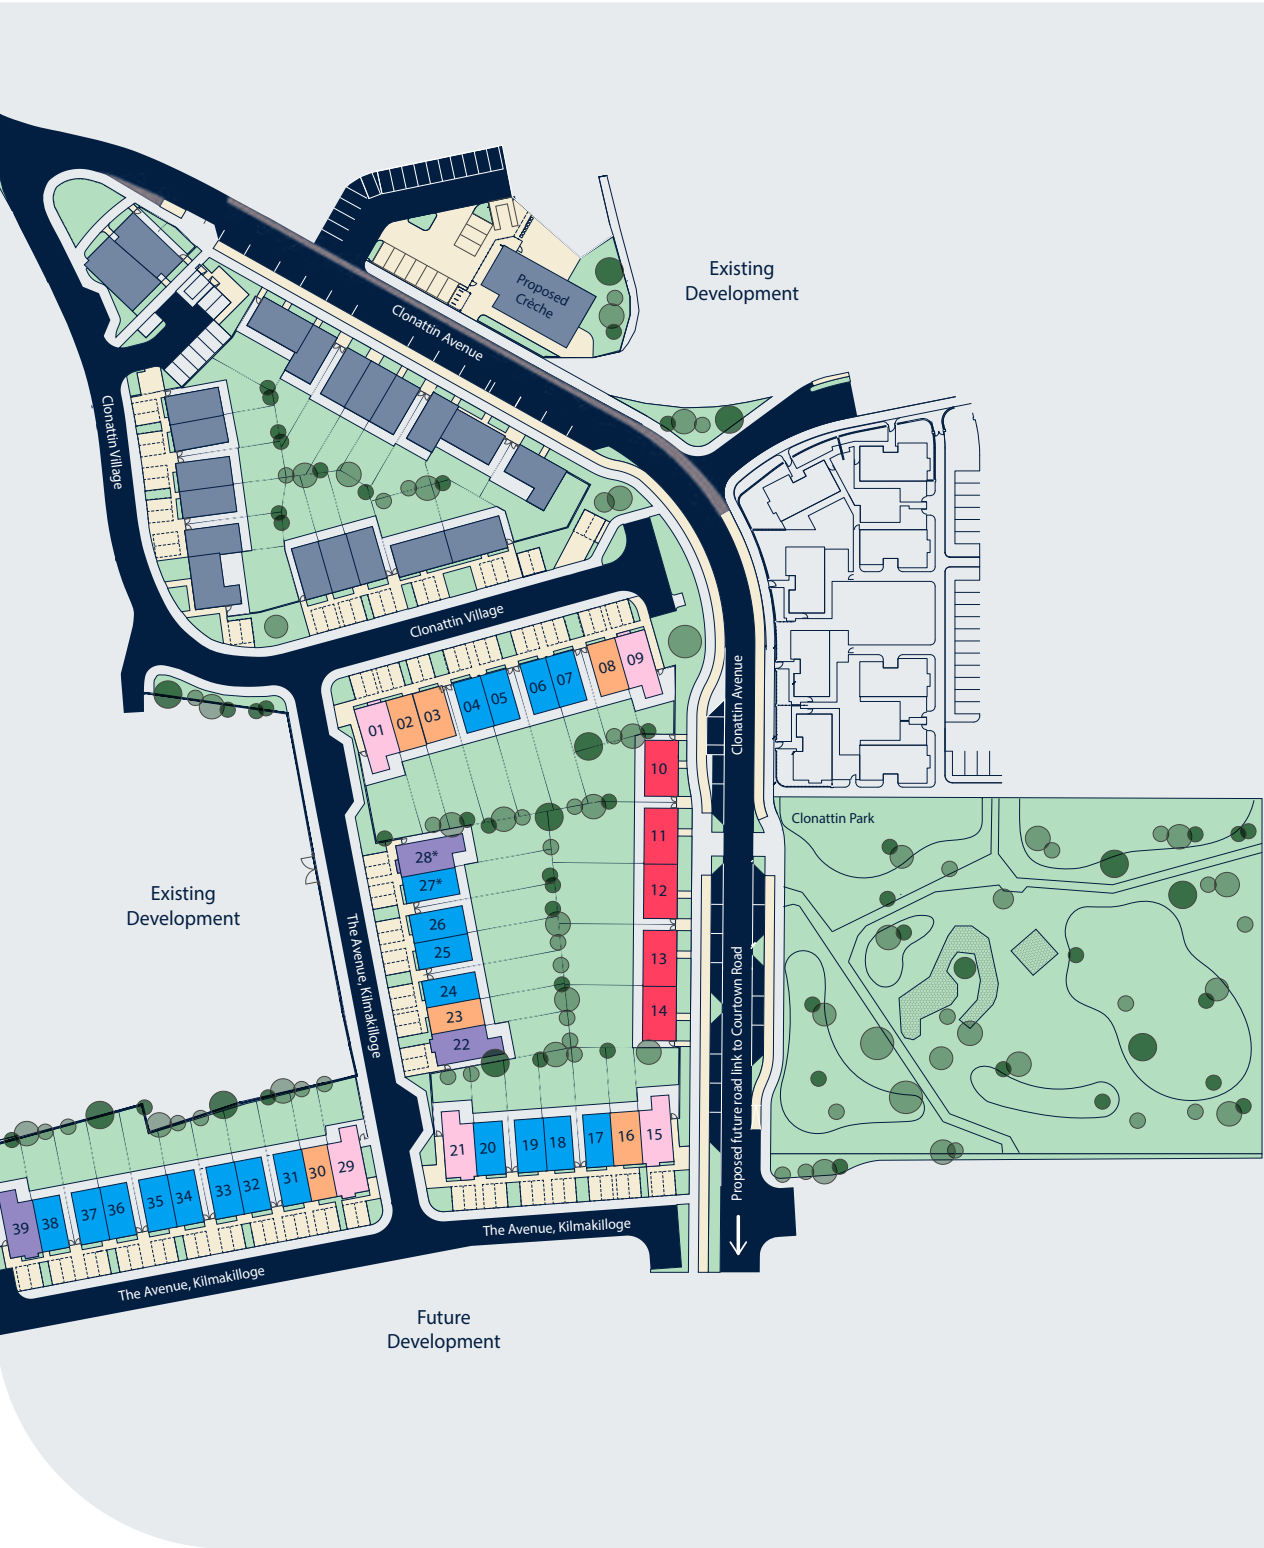 Existing
Development
Proposed
Crèche
Clonattin Avenue
Clonattin Village
Clonattin Village
01
02
03
04
05
06
07
08
09
Clonattin Avenue
10
11
12
13
14
Clonattin Park
Existing
Development
The Avenue, Kilmakilloge
28*
27*
26
25
24
23
22
Proposed future road link to Courtown Road
21
20
19
18
17
16
15
39
38
37
36
35
34
33
32
31
30
29
The Avenue, Kilmakilloge
The Avenue, Kilmakilloge
Future
Development